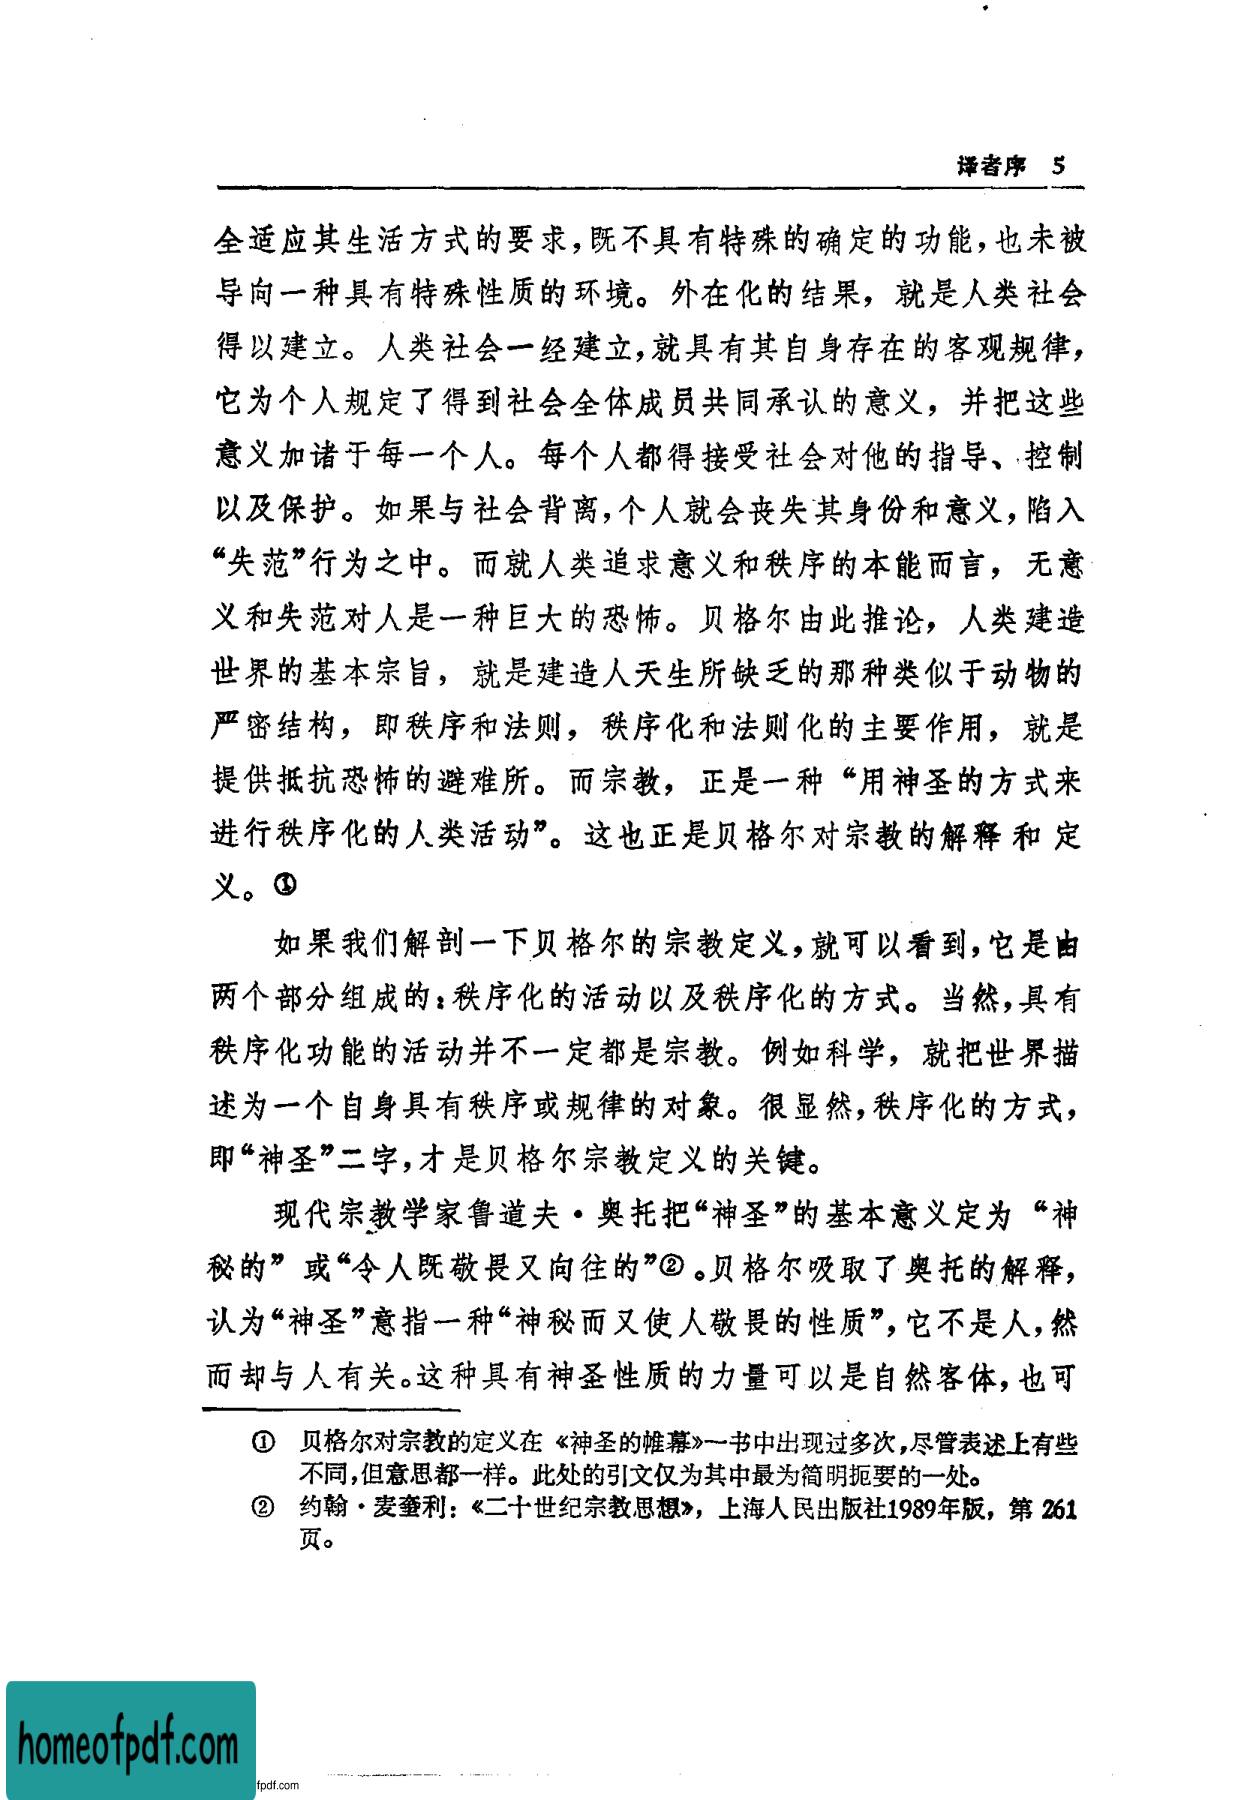 译者序 5
全适应其生活方式的要求，既不具有特殊的确定的功能，也未被
导向一种具有特殊性质的环境。外在化的结果，就是人类社会
得以建立。人类社会一经建立，就具有其自身存在的客观规律，
它为个人规定了得到社会全体成员共同承认的意义，并把这些
意义加诸于每一个人。每个人都得接受社会对他的指导、控制
以及保护。如果与社会背离，个人就会丧失其身份和意义，陷入
“失范”行为之中。而就人类追求意义和秩序的本能而言，无意
义和失范对人是一种巨大的恐怖。贝格尔由此推论，人类建造
世界的基本宗旨，就是建造人天生所缺乏的那种类似于动物的
严密结构，即秩序和法则，秩序化和法则化的主要作用，就是
提供抵抗恐怖的避难所。而宗教，正是一种“用神圣的方式来
进行秩序化的人类活动”。这也正是贝格尔对宗教的解释和定
义。①
如果我们解剖一下贝格尔的宗教定义，就可以看到，它是由
两个部分组成的：秩序化的活动以及秩序化的方式。当然，具有
秩序化功能的活动并不一定都是宗教。例如科学，就把世界描
述为一个自身具有秩序或规律的对象。很显然，秩序化的方式，
即“神圣”二字，才是贝格尔宗教定义的关键。
现代宗教学家鲁道夫·奥托把“神圣”的基本意义定为“神
秘的”或“令人既敬畏又向往的”②。贝格尔吸取了奥托的解释，
认为“神圣”意指一种“神秘而又使人敬畏的性质”，它不是人，然
而却与人有关。这种具有神圣性质的力量可以是自然客体，也可
① 贝格尔对宗教的定义在《神圣的帷幕》一书中出现过多次，尽管表述上有些
不同，但意思都一样。此处的引文仅为其中最为简明扼要的一处。
② 约翰·麦奎利：《二十世纪宗教思想》，上海人民出版社1989年版，第 261
页。
homeofpdf.com
fpdf.com